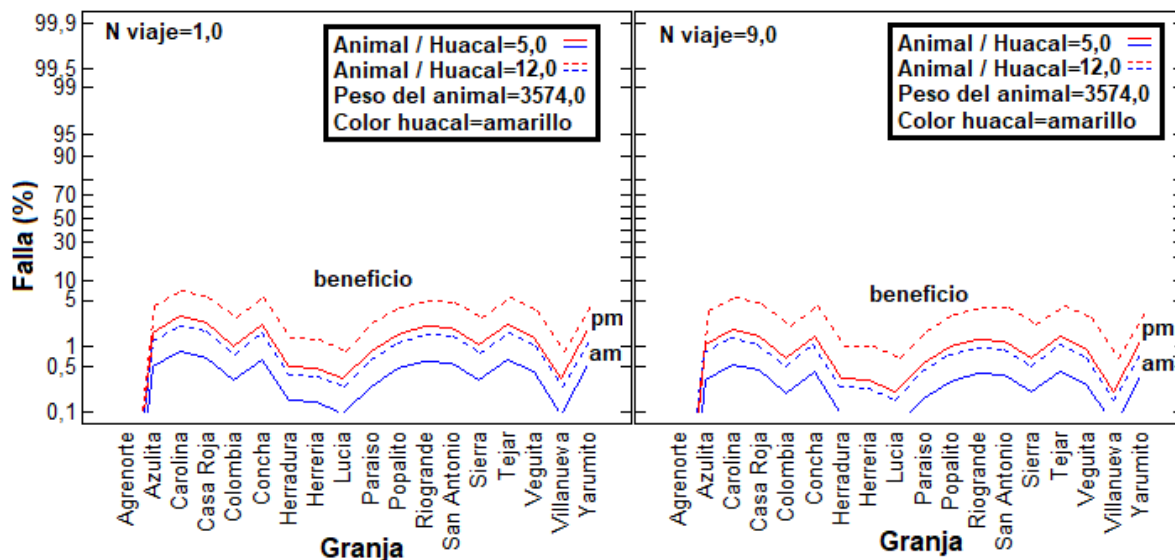 N viaje=1,0
Animal / Huacal=5,0
Animal / Huacal=12,0
Peso del animal=3574,0
Color huacal=amarillo
Falla (%)
99,9
99,5
99
95
90
70
50
30
10
5
1
0.5
0,1
beneficio
pm
am
Agrenorte
Azulita
Carolina
Casa Roja
Colombia
Concha
Herradura
Herreria
Lucia
Paraiso
Popalito
Riogrande
San Antonio
Sierra
Tejar
Veguita
Villanueva
Yarumito
Granja
N viaje=9,0
Animal / Huacal=5,0
Animal / Huacal=12,0
Peso del animal=3574,0
Color huacal=amarillo
beneficio
pm
am
Agrenorte
Azulita
Carolina
Casa Roja
Colombia
Concha
Herradura
Herreria
Lucia
Paraiso
Popalito
Riogrande
San Antonio
Sierra
Tejar
Veguita
Villanueva
Yarumito
Granja